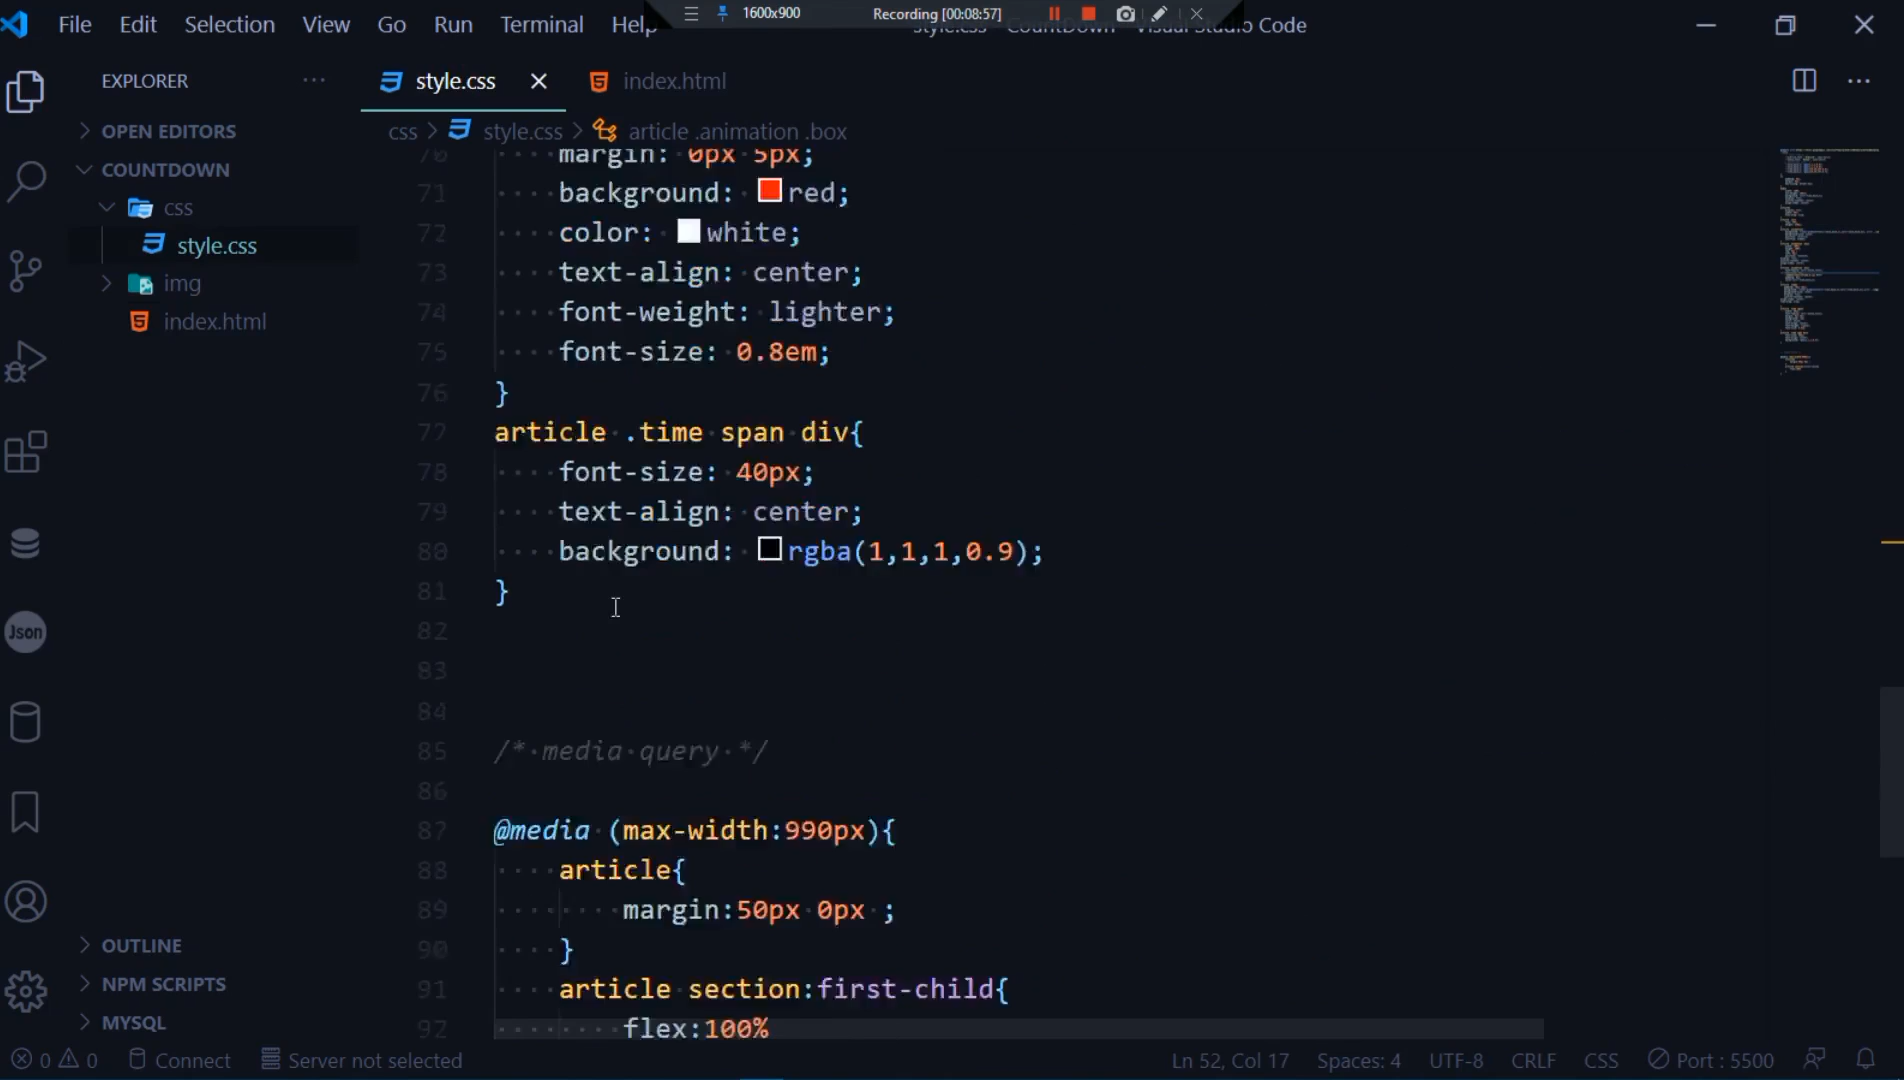 File Edit Selection View Go Run Terminal Help
1600x900 Recording [00:08:57]
style.css - CountDown - Visual Studio Code
EXPLORER
style.css
index.html
OPEN EDITORS
COUNTDOWN
css
style.css
img
index.html
css > style.css > article .animation .box
70 margin: 0px 5px;
71 background: red;
72 color: white;
73 text-align: center;
74 font-weight: lighter;
75 font-size: 0.8em;
76 }
77 article .time span div{
78 font-size: 40px;
79 text-align: center;
80 background: rgba(1,1,1,0.9);
81 }
82
83
84
85 /* media query */
86
87 @media (max-width:990px){
88 article{
89 margin:50px 0px ;
90 }
91 article section:first-child{
92 flex:100%
Json
OUTLINE
NPM SCRIPTS
MYSQL
0 0 Connect Server not selected
Ln 52, Col 17 Spaces: 4 UTF-8 CRLF CSS Port : 5500